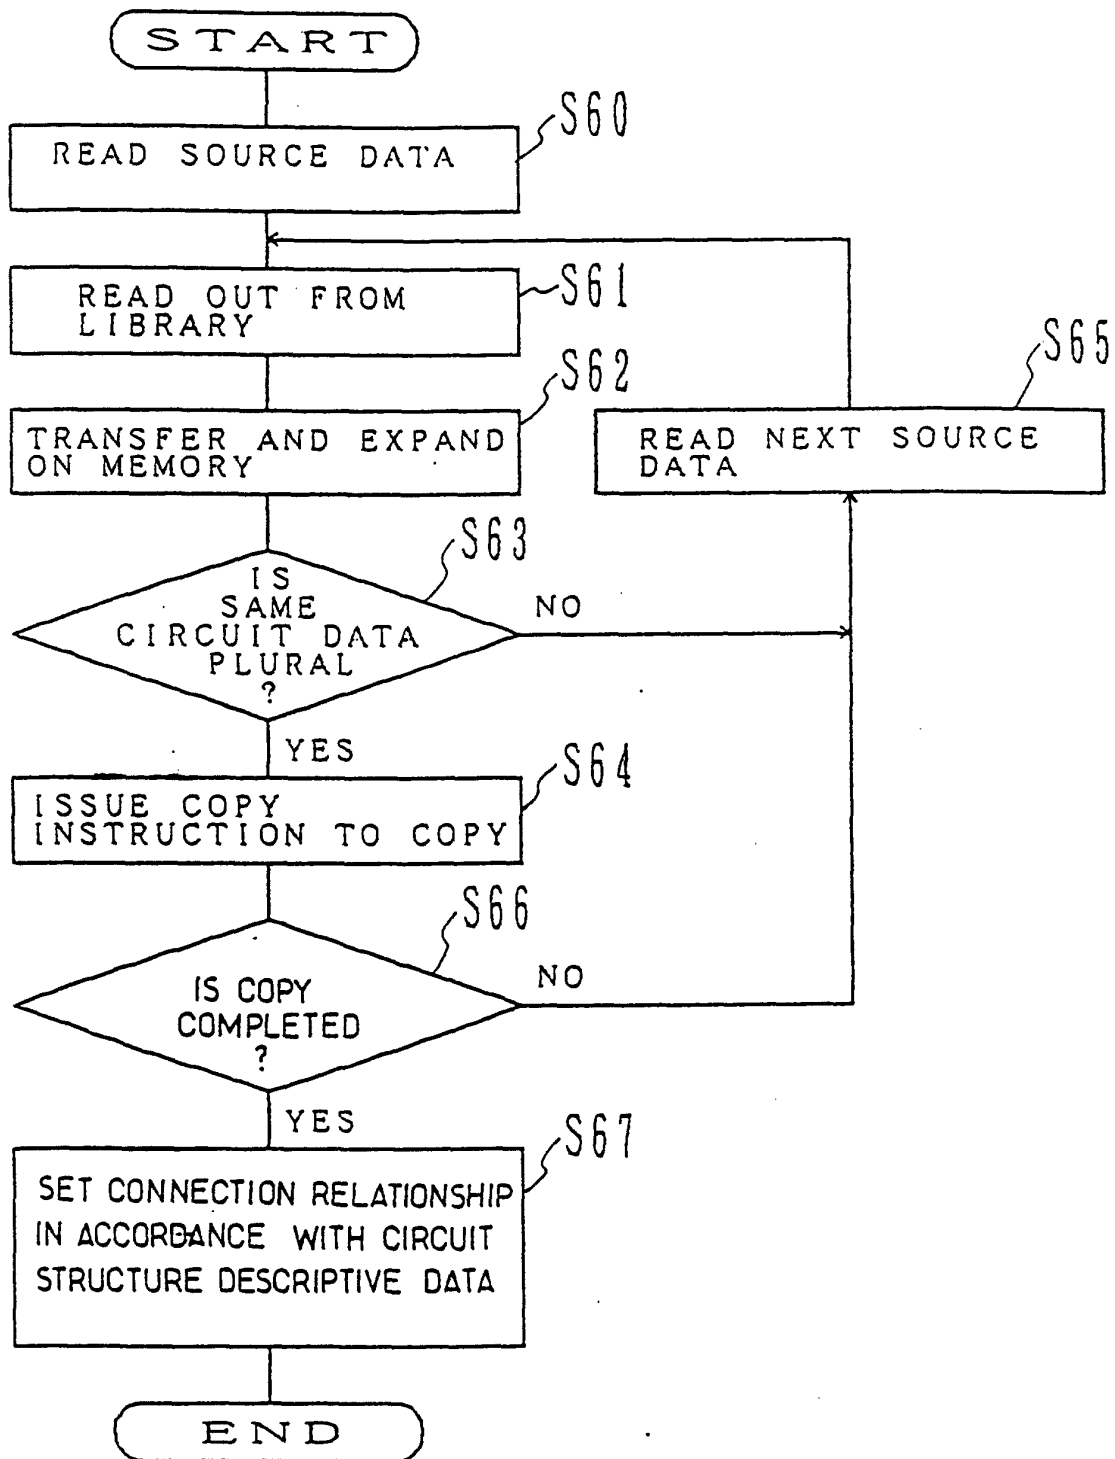 START
S60
READ SOURCE DATA
S61
READ OUT FROM
LIBRARY
S62
TRANSFER AND EXPAND
ON MEMORY
S65
READ NEXT SOURCE
DATA
S63
IS
SAME
CIRCUIT DATA
PLURAL
?
NO
YES
S64
ISSUE COPY
INSTRUCTION TO COPY
S66
IS COPY
COMPLETED
?
NO
YES
S67
SET CONNECTION RELATIONSHIP
IN ACCORDANCE WITH CIRCUIT
STRUCTURE DESCRIPTIVE DATA
END